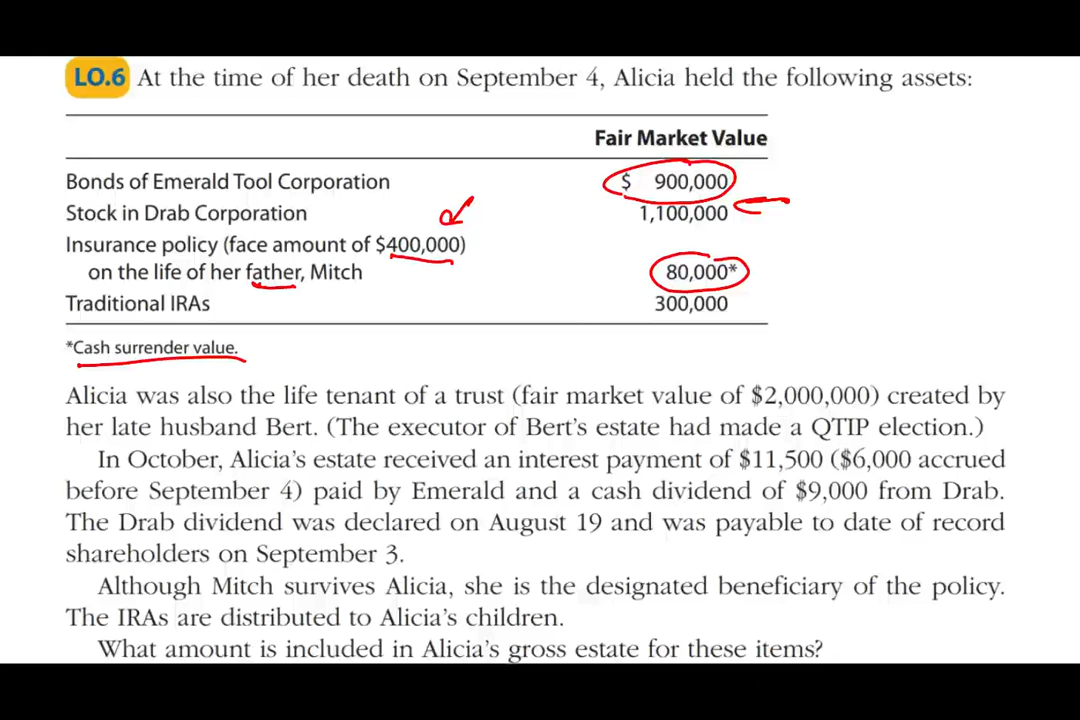 LO.6 At the time of her death on September 4, Alicia held the following assets:
Fair Market Value
Bonds of Emerald Tool Corporation $ 900,000
Stock in Drab Corporation 1,100,000
Insurance policy (face amount of $400,000)
on the life of her father, Mitch 80,000*
Traditional IRAs 300,000
*Cash surrender value.
Alicia was also the life tenant of a trust (fair market value of $2,000,000) created by
her late husband Bert. (The executor of Bert's estate had made a QTIP election.)
In October, Alicia's estate received an interest payment of $11,500 ($6,000 accrued
before September 4) paid by Emerald and a cash dividend of $9,000 from Drab.
The Drab dividend was declared on August 19 and was payable to date of record
shareholders on September 3.
Although Mitch survives Alicia, she is the designated beneficiary of the policy.
The IRAs are distributed to Alicia's children.
What amount is included in Alicia's gross estate for these items?